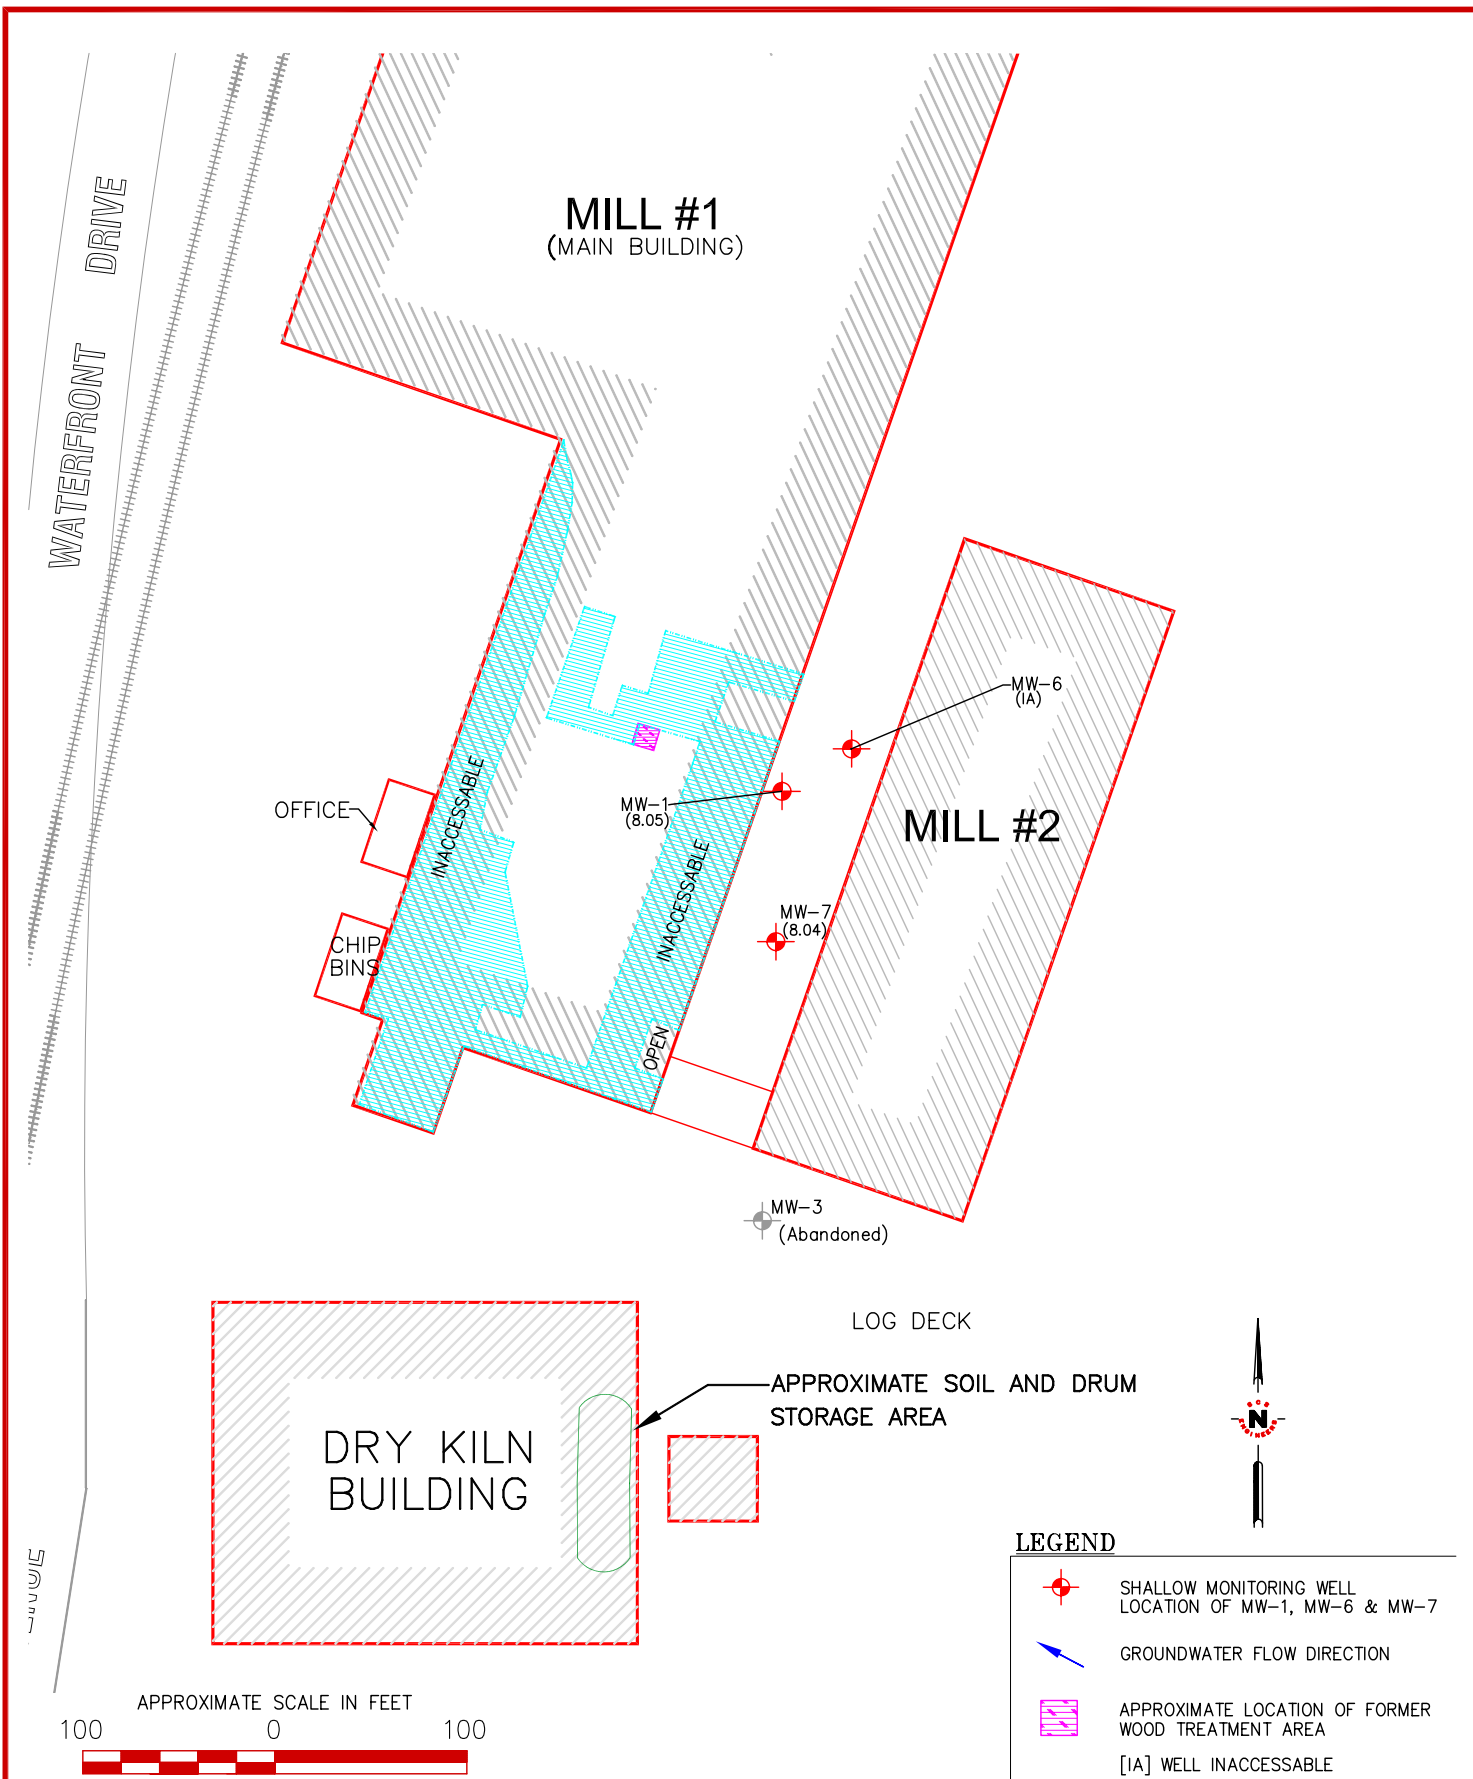 WATERFRONT DRIVE
MILL #1
(MAIN BUILDING)
MW-6
(IA)
OFFICE
INACCESSABLE
MW-1
(8.05)
MILL #2
INACCESSABLE
MW-7
(8.04)
CHIP
BINS
OPEN
MW-3
(Abandoned)
LOG DECK
APPROXIMATE SOIL AND DRUM
STORAGE AREA
DRY KILN
BUILDING
N
LEGEND
SHALLOW MONITORING WELL
LOCATION OF MW-1, MW-6 & MW-7
GROUNDWATER FLOW DIRECTION
APPROXIMATE LOCATION OF FORMER
WOOD TREATMENT AREA
[IA] WELL INACCESSABLE
APPROXIMATE SCALE IN FEET
100 0 100